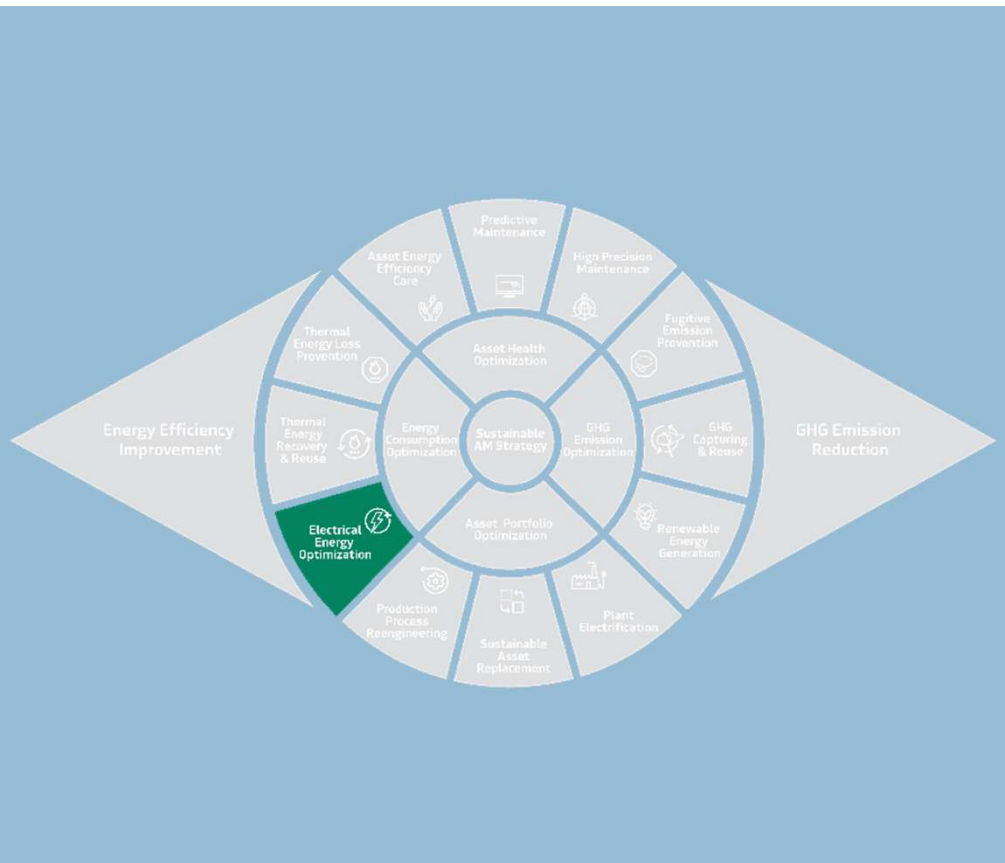 Predictive
Maintenance
Asset Energy
Efficiency
Care
High Precision
Maintenance
Thermal
Energy Loss
Prevention
Fugitive
Emission
Prevention
Asset Health
Optimization
Energy Efficiency
Improvement
Thermal
Energy
Recovery
& Reuse
Energy
Consumption
Optimization
Sustainable
AM Strategy
GHG
Emission
Optimization
GHG
Capturing
& Reuse
GHG Emission
Reduction
Electrical
Energy
Optimization
Asset Portfolio
Optimization
Renewable
Energy
Generation
Production
Process
Reengineering
Sustainable
Asset
Replacement
Plant
Electrification